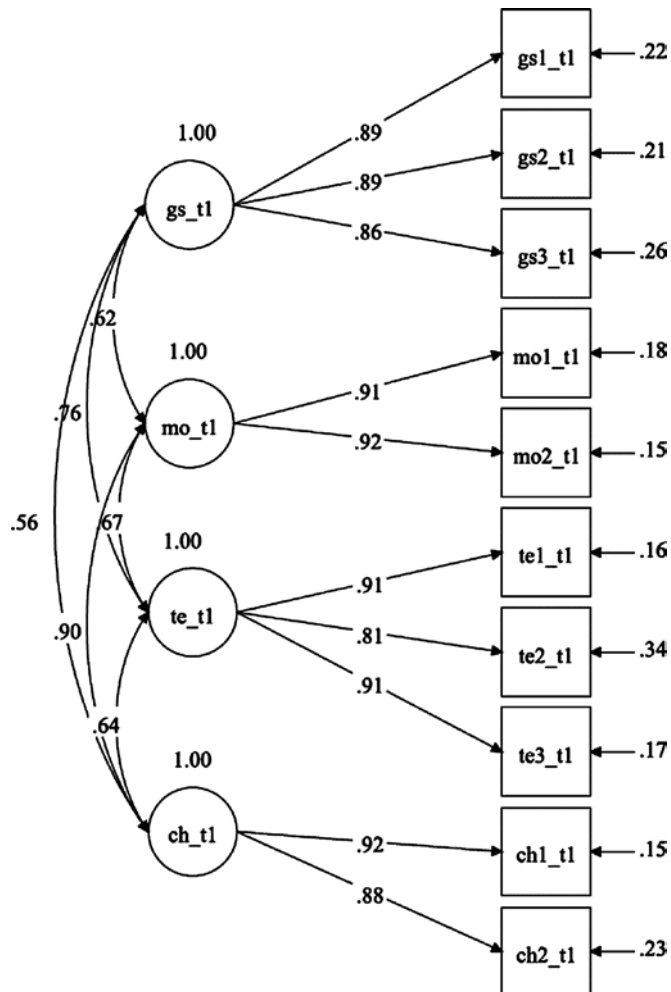 gs1_t1
.22
1.00
.89
gs2_t1
.21
gs_t1
.89
.86
gs3_t1
.26
.62
1.00
mo1_t1
.18
.91
.76
mo_t1
.92
mo2_t1
.15
.56
.67
1.00
te1_t1
.16
.91
te_t1
.81
.90
te2_t1
.34
.91
.64
1.00
te3_t1
.17
ch_t1
.92
ch1_t1
.15
.88
ch2_t1
.23